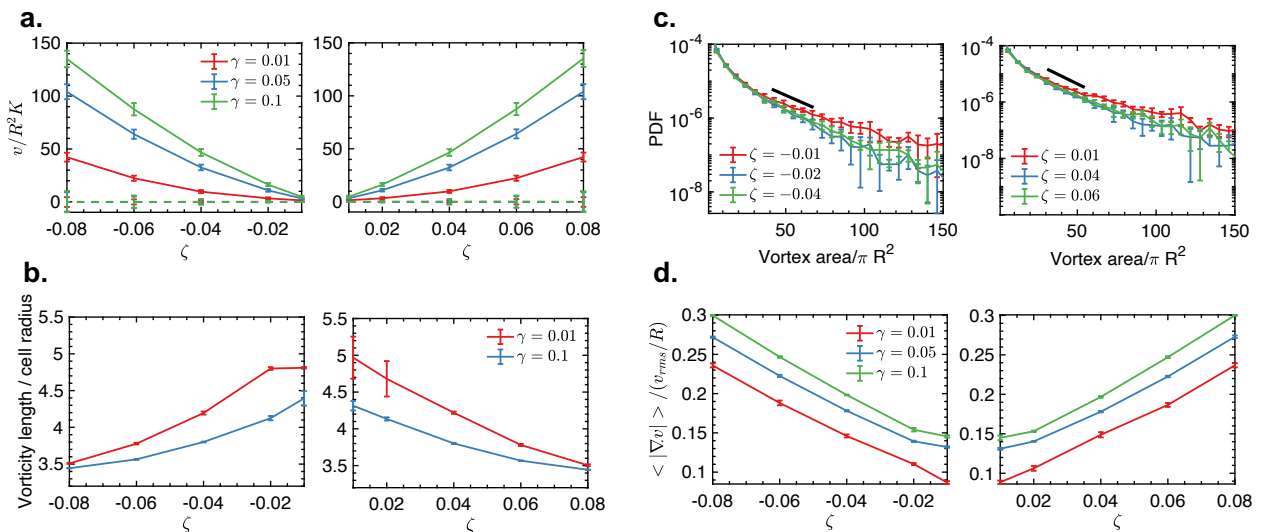 a.
v/R²K
150
100
50
0
γ = 0.01
γ = 0.05
γ = 0.1
-0.08 -0.06 -0.04 -0.02
ζ
150
100
50
0
0.02 0.04 0.06 0.08
ζ
b.
Vorticity length / cell radius
5.5
5
4.5
4
3.5
-0.08 -0.06 -0.04 -0.02
ζ
5.5
5
4.5
4
3.5
γ = 0.01
γ = 0.1
0.02 0.04 0.06 0.08
ζ
c.
PDF
10⁻⁴
10⁻⁶
10⁻⁸
ζ = −0.01
ζ = −0.02
ζ = −0.04
50 100 150
Vortex area/π R²
10⁻⁴
10⁻⁶
10⁻⁸
ζ = 0.01
ζ = 0.04
ζ = 0.06
50 100 150
Vortex area/π R²
d.
< |∇v| > /(v_rms/R)
0.3
0.25
0.2
0.15
0.1
γ = 0.01
γ = 0.05
γ = 0.1
-0.08 -0.06 -0.04 -0.02
ζ
0.3
0.25
0.2
0.15
0.1
0.02 0.04 0.06 0.08
ζ